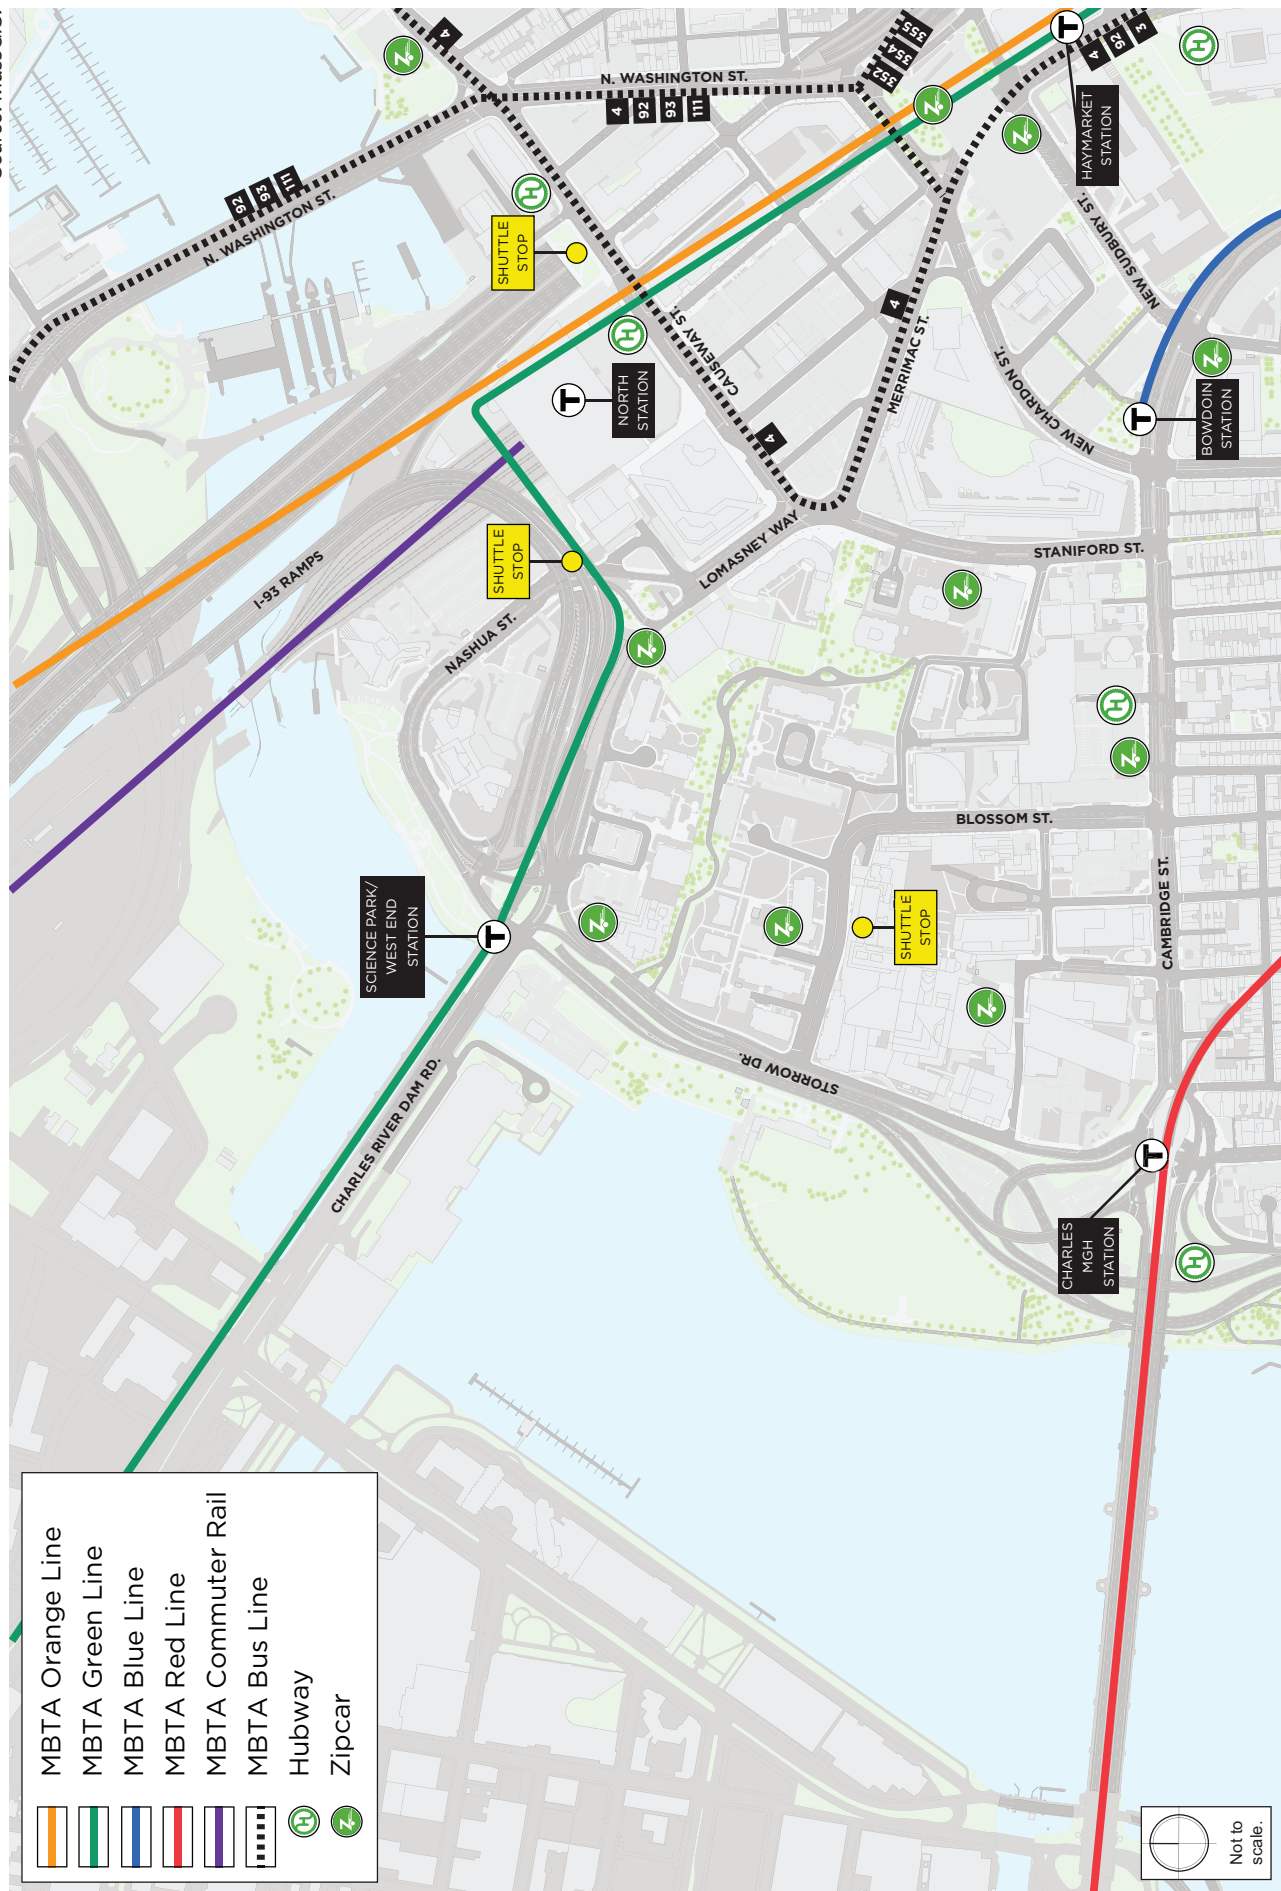 MBTA Orange Line
MBTA Green Line
MBTA Blue Line
MBTA Red Line
MBTA Commuter Rail
MBTA Bus Line
Hubway
Zipcar
Not to
scale.
CHARLES RIVER DAM RD.
SCIENCE PARK/
WEST END
STATION
T
I-93 RAMPS
NASHUA ST.
SHUTTLE
STOP
LOMASNEY WAY
N. WASHINGTON ST.
92
93
111
4
SHUTTLE
STOP
NORTH
STATION
T
CAUSEWAY ST.
4
N. WASHINGTON ST.
4
92
93
111
352
354
355
4
MERRIMAC ST.
HAYMARKET
STATION
T
4
92
3
NEW SUDBURY ST.
NEW CHARDON ST.
BOWDOIN
STATION
T
STANIFORD ST.
BLOSSOM ST.
CAMBRIDGE ST.
SHUTTLE
STOP
STORROW DR.
CHARLES
MGH
STATION
T